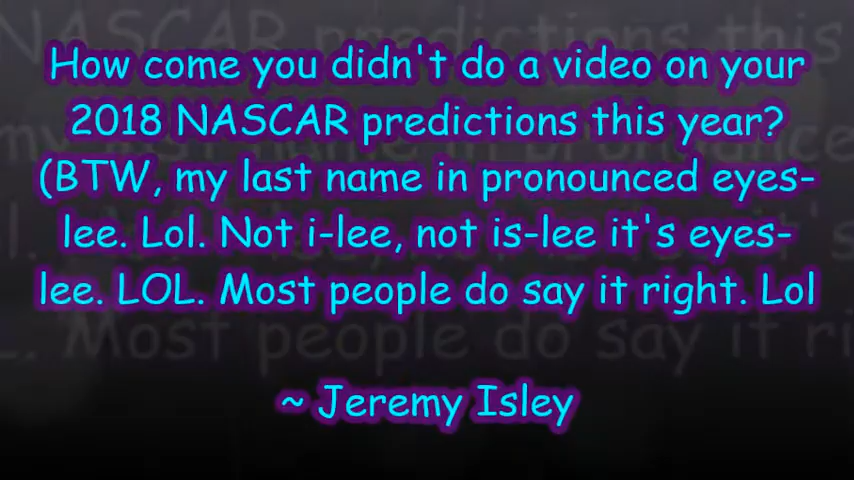 How come you didn't do a video on your
2018 NASCAR predictions this year?
(BTW, my last name in pronounced eyes-
lee. Lol. Not i-lee, not is-lee it's eyes-
lee. LOL. Most people do say it right. Lol
~ Jeremy Isley